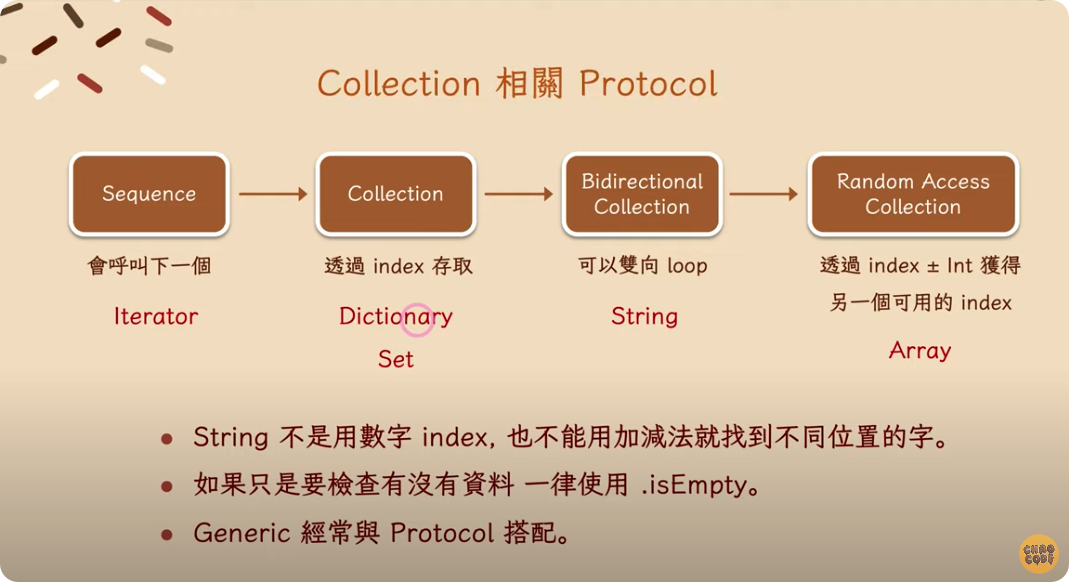 Collection 相關 Protocol
Sequence
Collection
Bidirectional
Collection
Random Access
Collection
會呼叫下一個
透過 index 存取
可以雙向 loop
透過 index ± Int 獲得
另一個可用的 index
Iterator
Dictionary
Set
String
Array
String 不是用數字 index, 也不能用加減法就找到不同位置的字。
如果只是要檢查有沒有資料 一律使用 .isEmpty。
Generic 經常與 Protocol 搭配。
CHAO
CODE